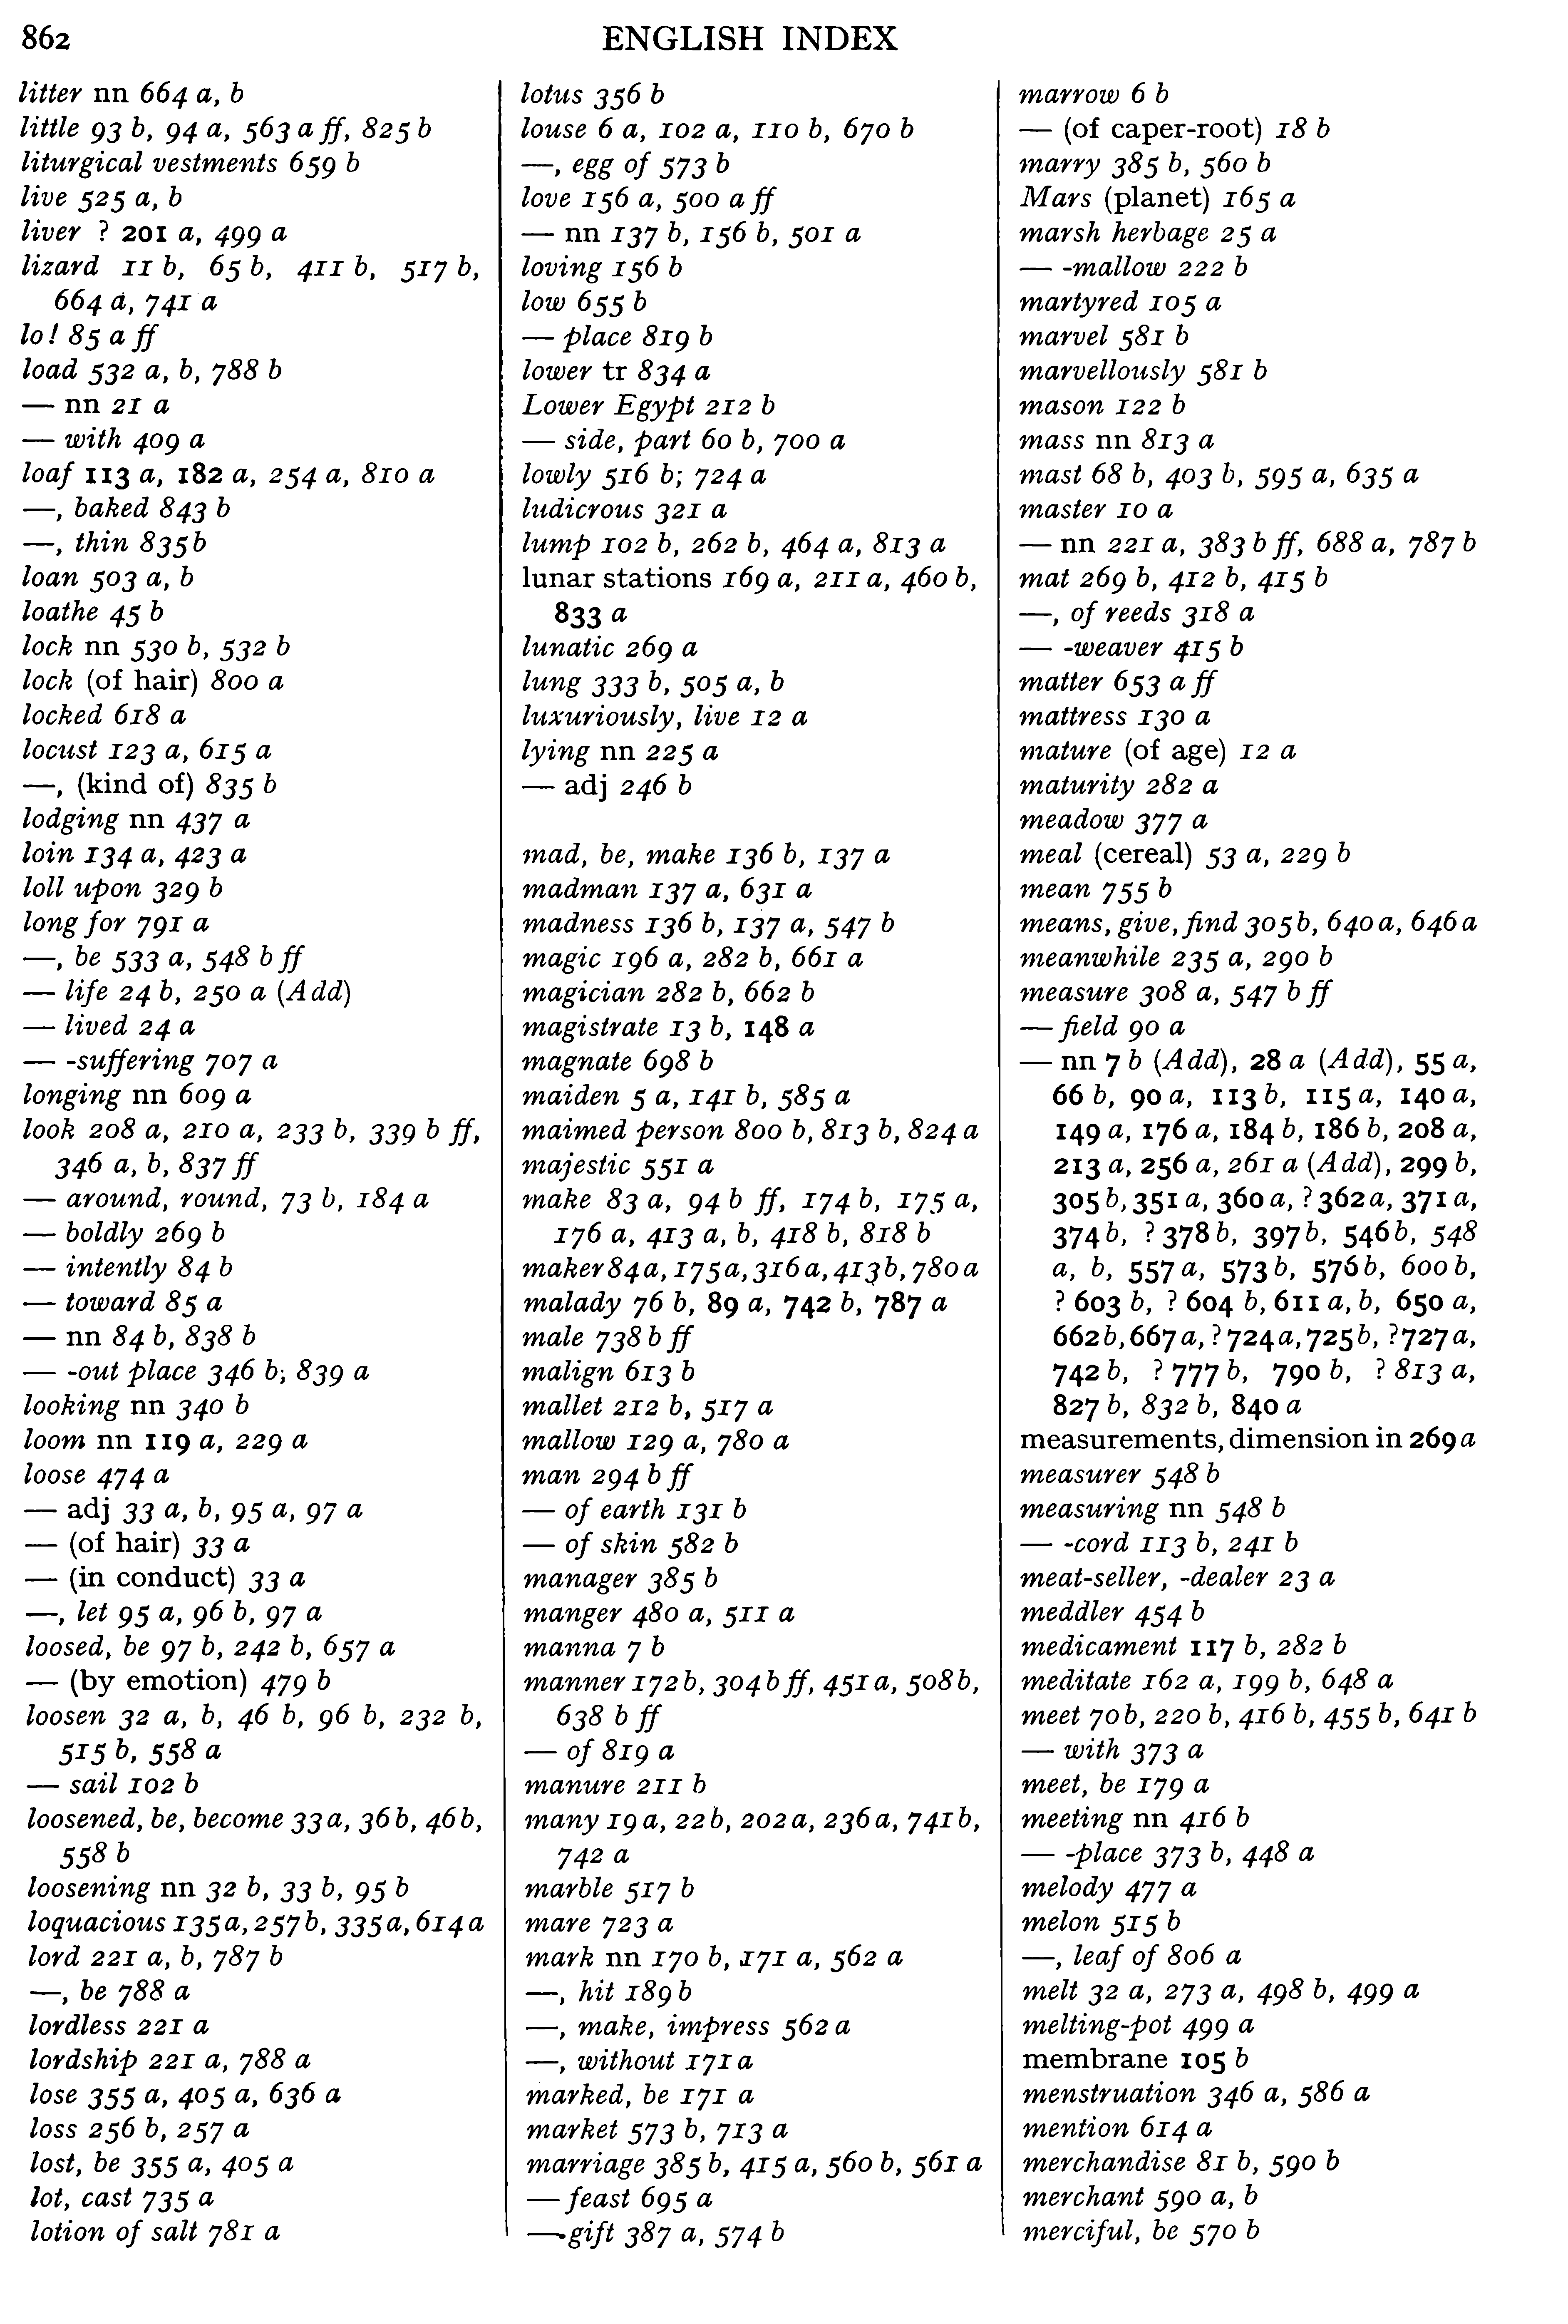 862
ENGLISH INDEX
litter nn 664 a, b
little 93 b, 94 a, 563 a ff, 825 b
liturgical vestments 659 b
live 525 a, b
liver ? 201 a, 499 a
lizard 11 b, 65 b, 411 b, 517 b,
664 a, 741 a
lo! 85 a ff
load 532 a, b, 788 b
— nn 21 a
— with 409 a
loaf 113 a, 182 a, 254 a, 810 a
—, baked 843 b
—, thin 835 b
loan 503 a, b
loathe 45 b
lock nn 530 b, 532 b
lock (of hair) 800 a
locked 618 a
locust 123 a, 615 a
—, (kind of) 835 b
lodging nn 437 a
loin 134 a, 423 a
loll upon 329 b
long for 791 a
—, be 533 a, 548 b ff
— life 24 b, 250 a (Add)
— lived 24 a
— -suffering 707 a
longing nn 609 a
look 208 a, 210 a, 233 b, 339 b ff,
346 a, b, 837 ff
— around, round, 73 b, 184 a
— boldly 269 b
— intently 84 b
— toward 85 a
— nn 84 b, 838 b
— -out place 346 b; 839 a
looking nn 340 b
loom nn 119 a, 229 a
loose 474 a
— adj 33 a, b, 95 a, 97 a
— (of hair) 33 a
— (in conduct) 33 a
—, let 95 a, 96 b, 97 a
loosed, be 97 b, 242 b, 657 a
— (by emotion) 479 b
loosen 32 a, b, 46 b, 96 b, 232 b,
515 b, 558 a
— sail 102 b
loosened, be, become 33 a, 36 b, 46 b,
558 b
loosening nn 32 b, 33 b, 95 b
loquacious 135 a, 257 b, 335 a, 614 a
lord 221 a, b, 787 b
—, be 788 a
lordless 221 a
lordship 221 a, 788 a
lose 355 a, 405 a, 636 a
loss 256 b, 257 a
lost, be 355 a, 405 a
lot, cast 735 a
lotion of salt 781 a
lotus 356 b
louse 6 a, 102 a, 110 b, 670 b
—, egg of 573 b
love 156 a, 500 a ff
— nn 137 b, 156 b, 501 a
loving 156 b
low 655 b
— place 819 b
lower tr 834 a
Lower Egypt 212 b
— side, part 60 b, 700 a
lowly 516 b; 724 a
ludicrous 321 a
lump 102 b, 262 b, 464 a, 813 a
lunar stations 169 a, 211 a, 460 b,
833 a
lunatic 269 a
lung 333 b, 505 a, b
luxuriously, live 12 a
lying nn 225 a
— adj 246 b
mad, be, make 136 b, 137 a
madman 137 a, 631 a
madness 136 b, 137 a, 547 b
magic 196 a, 282 b, 661 a
magician 282 b, 662 b
magistrate 13 b, 148 a
magnate 698 b
maiden 5 a, 141 b, 585 a
maimed person 800 b, 813 b, 824 a
majestic 551 a
make 83 a, 94 b ff, 174 b, 175 a,
176 a, 413 a, b, 418 b, 818 b
maker 84 a, 175 a, 316 a, 413 b, 780 a
malady 76 b, 89 a, 742 b, 787 a
male 738 b ff
malign 613 b
mallet 212 b, 517 a
mallow 129 a, 780 a
man 294 b ff
— of earth 131 b
— of skin 582 b
manager 385 b
manger 480 a, 511 a
manna 7 b
manner 172 b, 304 b ff, 451 a, 508 b,
638 b ff
— of 819 a
manure 211 b
many 19 a, 22 b, 202 a, 236 a, 741 b,
742 a
marble 517 b
mare 723 a
mark nn 170 b, 171 a, 562 a
—, hit 189 b
—, make, impress 562 a
—, without 171 a
marked, be 171 a
market 573 b, 713 a
marriage 385 b, 415 a, 560 b, 561 a
— feast 695 a
—-gift 387 a, 574 b
marrow 6 b
— (of caper-root) 18 b
marry 385 b, 560 b
Mars (planet) 165 a
marsh herbage 25 a
— -mallow 222 b
martyred 105 a
marvel 581 b
marvellously 581 b
mason 122 b
mass nn 813 a
mast 68 b, 403 b, 595 a, 635 a
master 10 a
— nn 221 a, 383 b ff, 688 a, 787 b
mat 269 b, 412 b, 415 b
—, of reeds 318 a
— -weaver 415 b
matter 653 a ff
mattress 130 a
mature (of age) 12 a
maturity 282 a
meadow 377 a
meal (cereal) 53 a, 229 b
mean 755 b
means, give, find 305 b, 640 a, 646 a
meanwhile 235 a, 290 b
measure 308 a, 547 b ff
— field 90 a
— nn 7 b (Add), 28 a (Add), 55 a,
66 b, 90 a, 113 b, 115 a, 140 a,
149 a, 176 a, 184 b, 186 b, 208 a,
213 a, 256 a, 261 a (Add), 299 b,
305 b, 351 a, 360 a, ? 362 a, 371 a,
374 b, ? 378 b, 397 b, 546 b, 548
a, b, 557 a, 573 b, 576 b, 600 b,
? 603 b, ? 604 b, 611 a, b, 650 a,
662 b, 667 a, ? 724 a, 725 b, ? 727 a,
742 b, ? 777 b, 790 b, ? 813 a,
827 b, 832 b, 840 a
measurements, dimension in 269 a
measurer 548 b
measuring nn 548 b
— -cord 113 b, 241 b
meat-seller, -dealer 23 a
meddler 454 b
medicament 117 b, 282 b
meditate 162 a, 199 b, 648 a
meet 70 b, 220 b, 416 b, 455 b, 641 b
— with 373 a
meet, be 179 a
meeting nn 416 b
— -place 373 b, 448 a
melody 477 a
melon 515 b
—, leaf of 806 a
melt 32 a, 273 a, 498 b, 499 a
melting-pot 499 a
membrane 105 b
menstruation 346 a, 586 a
mention 614 a
merchandise 81 b, 590 b
merchant 590 a, b
merciful, be 570 b